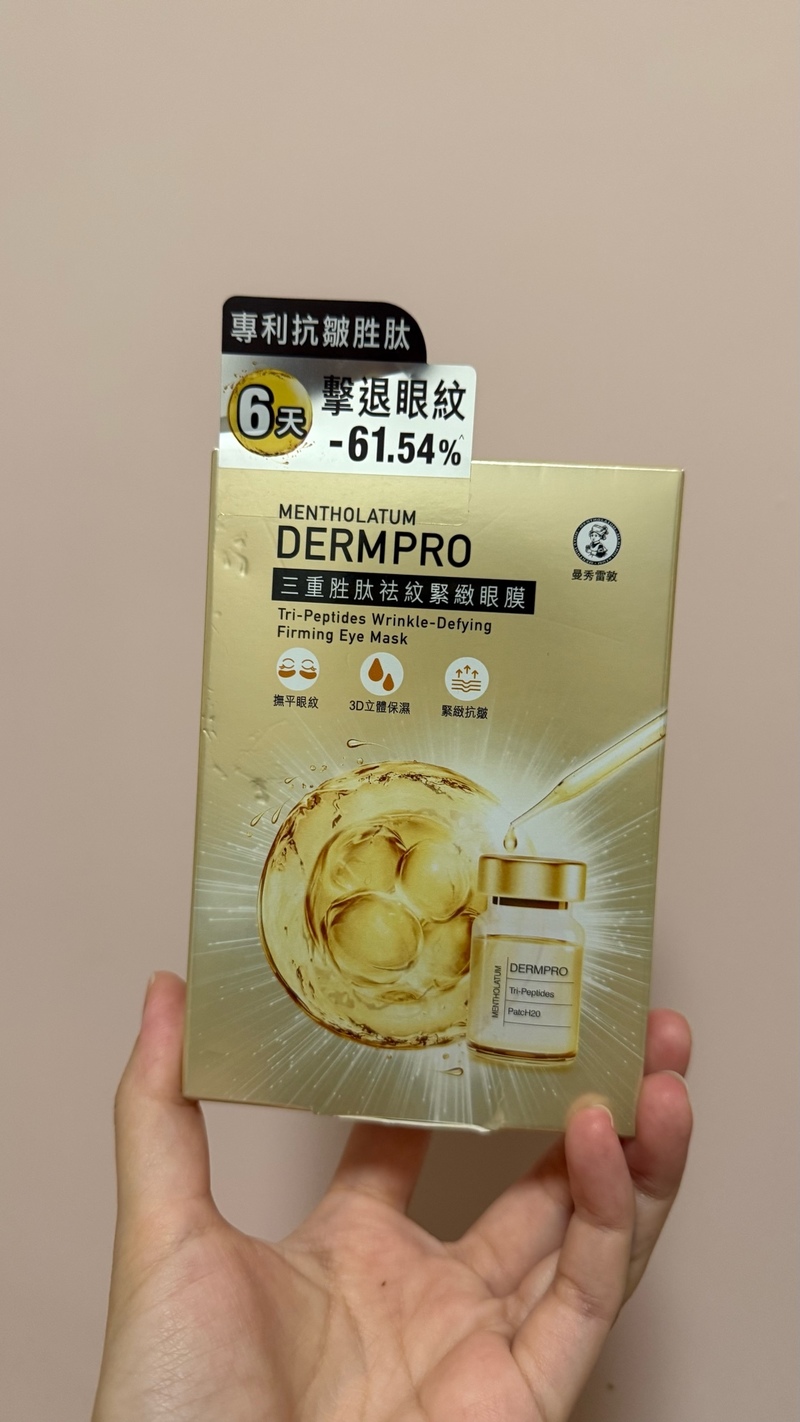 專利抗皺胜肽
6天
擊退眼紋
-61.54%^
MENTHOLATUM
DERMPRO
三重胜肽祛紋緊緻眼膜
Tri-Peptides Wrinkle-Defying
Firming Eye Mask
曼秀雷敦
撫平眼紋
3D立體保濕
緊緻抗皺
MENTHOLATUM
DERMPRO
Tri-Peptides
PatcH20